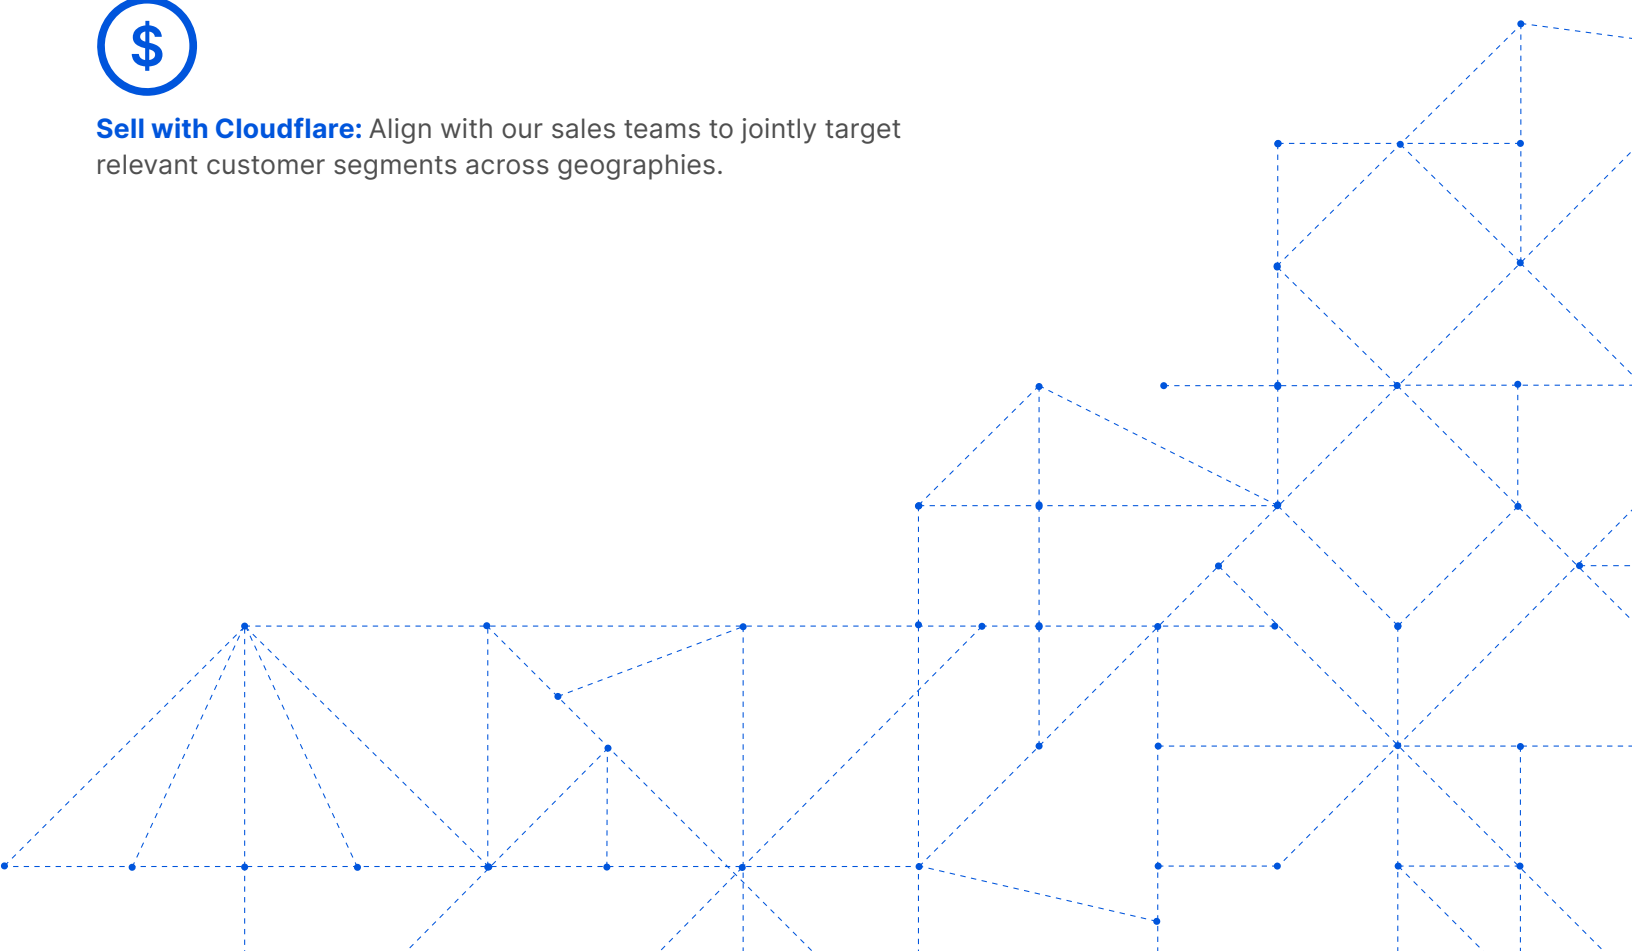 $
Sell with Cloudflare: Align with our sales teams to jointly target
relevant customer segments across geographies.